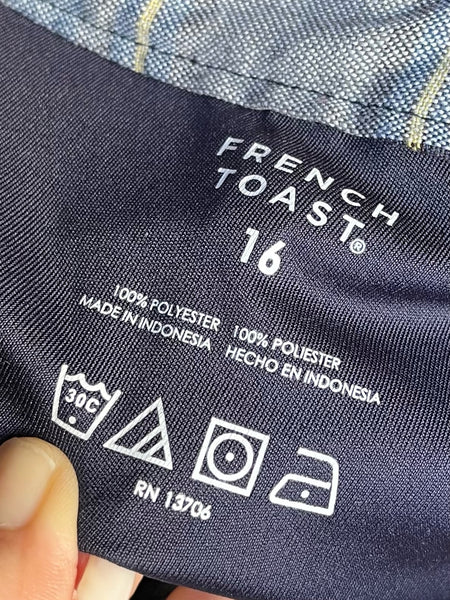 FRENCH
TOAST®
16
100% POLYESTER
MADE IN INDONESIA
100% POLIESTER
HECHO EN INDONESIA
30C
RN 13706